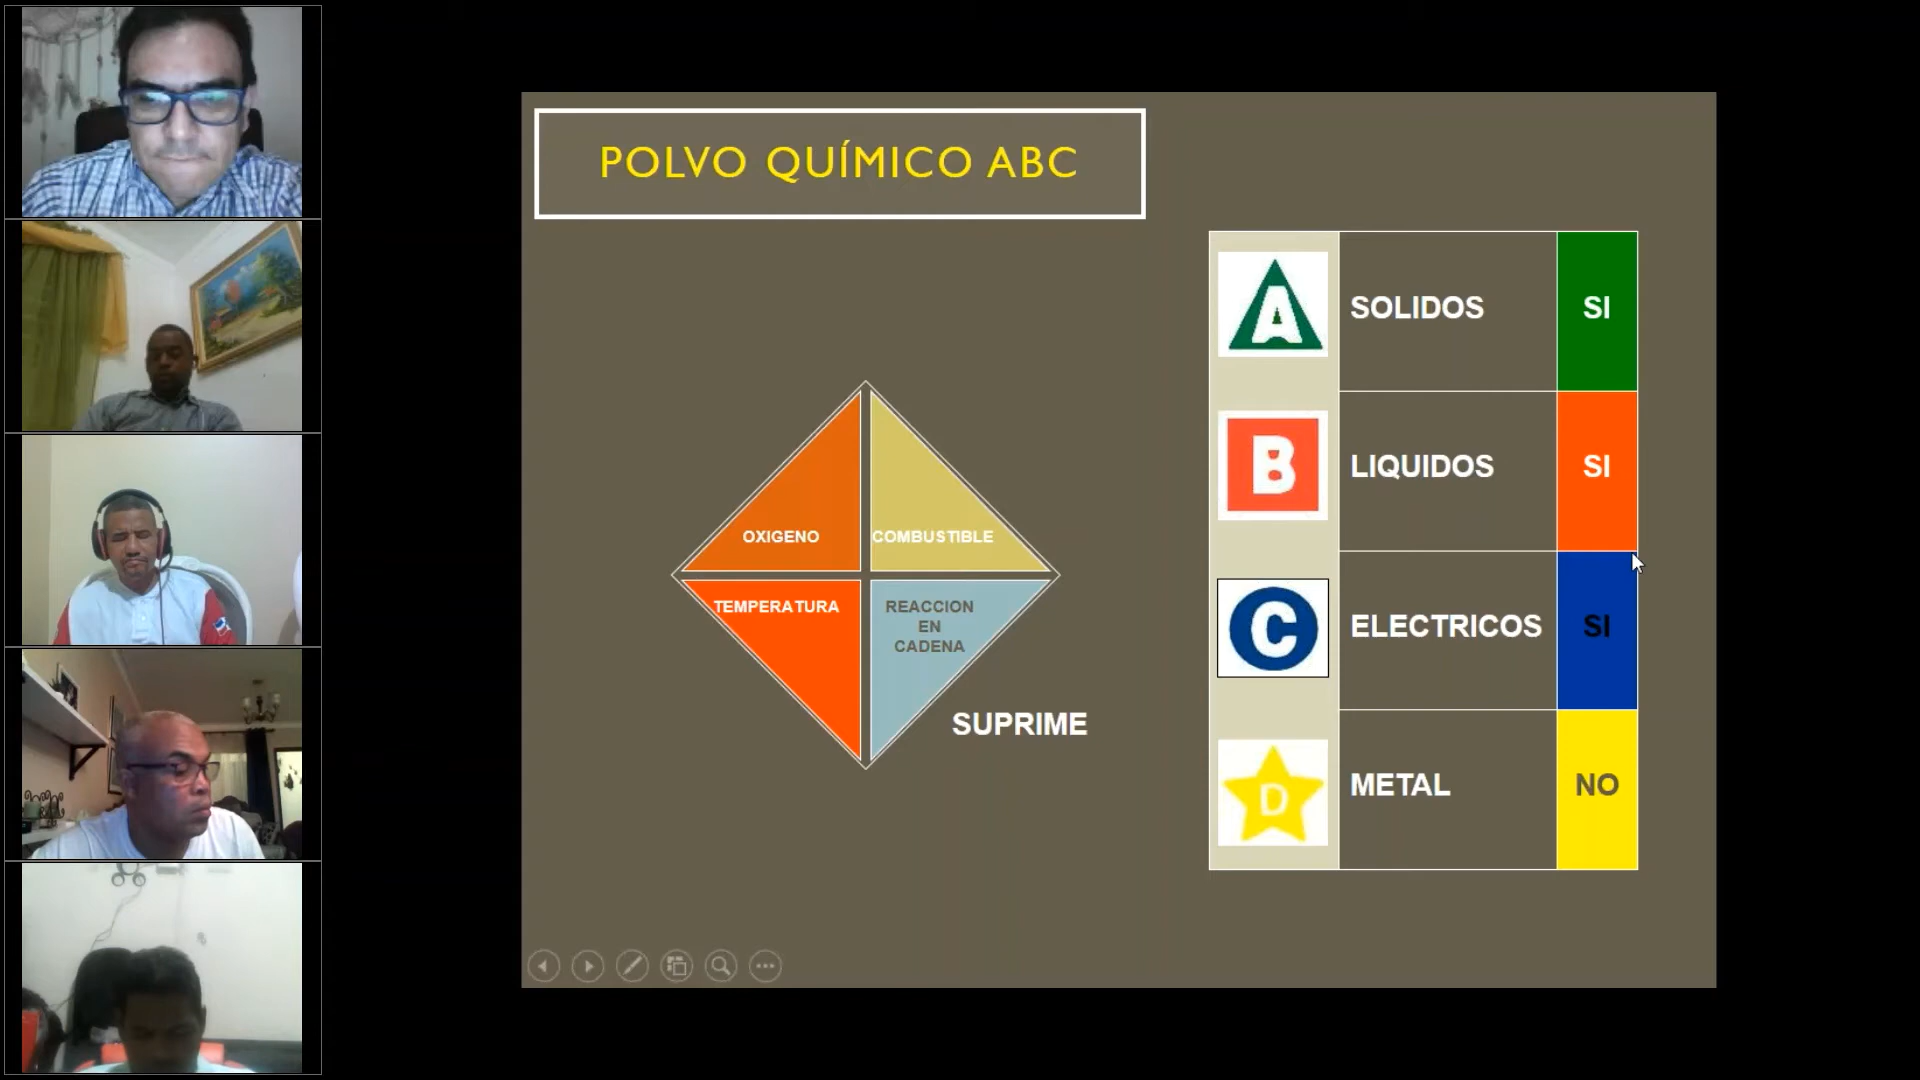 POLVO QUÍMICO ABC
A SOLIDOS SI
B LIQUIDOS SI
C ELECTRICOS SI
D METAL NO
OXIGENO
COMBUSTIBLE
TEMPERATURA
REACCION
EN
CADENA
SUPRIME